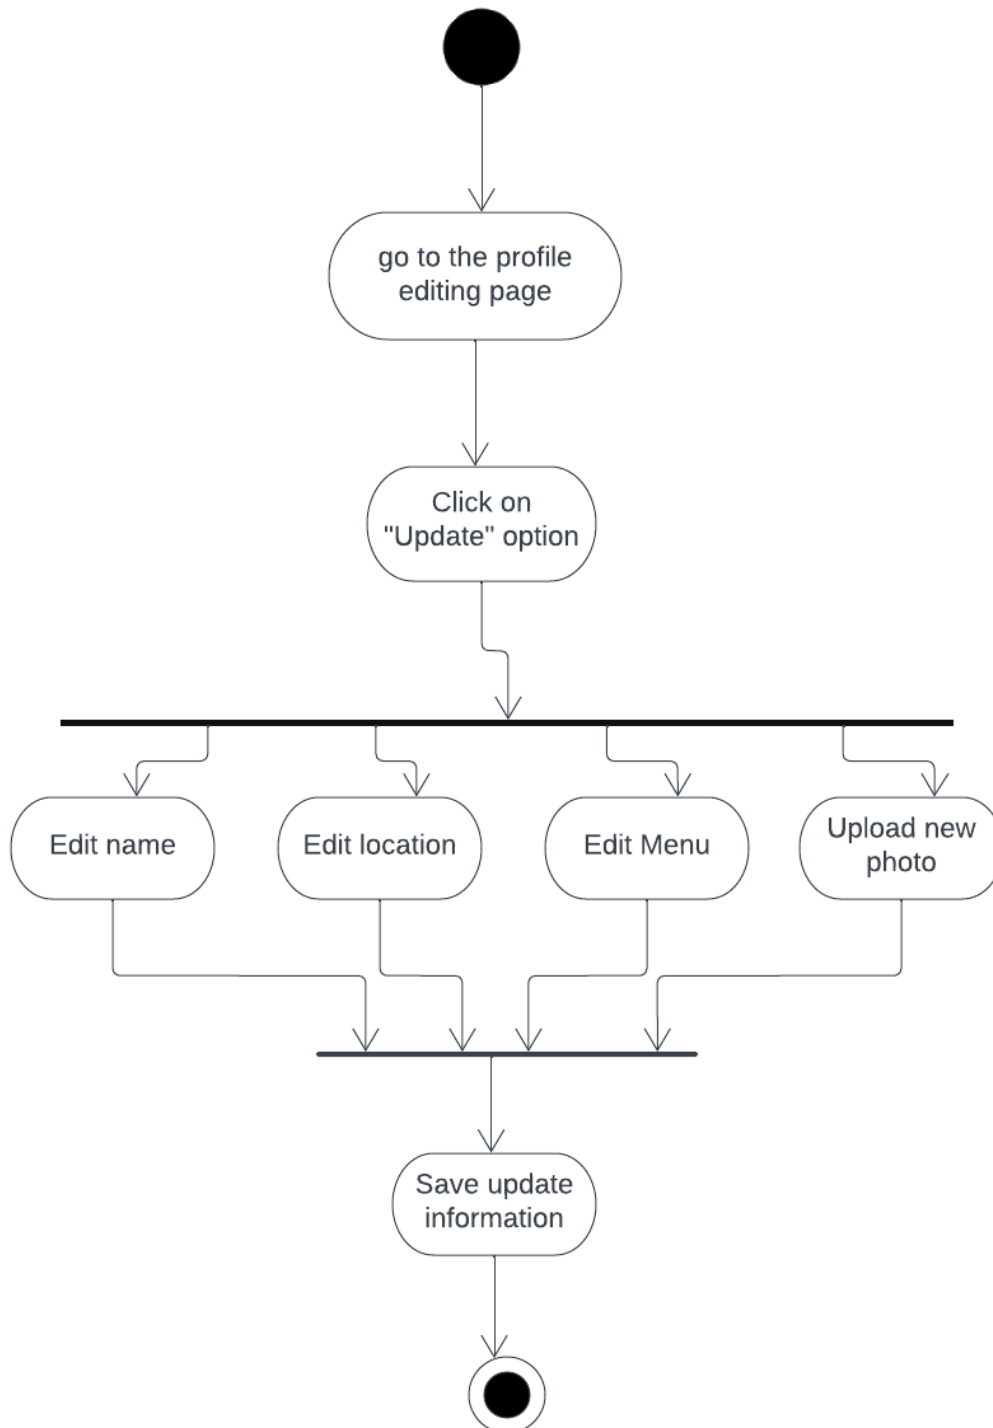 go to the profile
editing page
Click on
"Update" option
Edit name
Edit location
Edit Menu
Upload new
photo
Save update
information